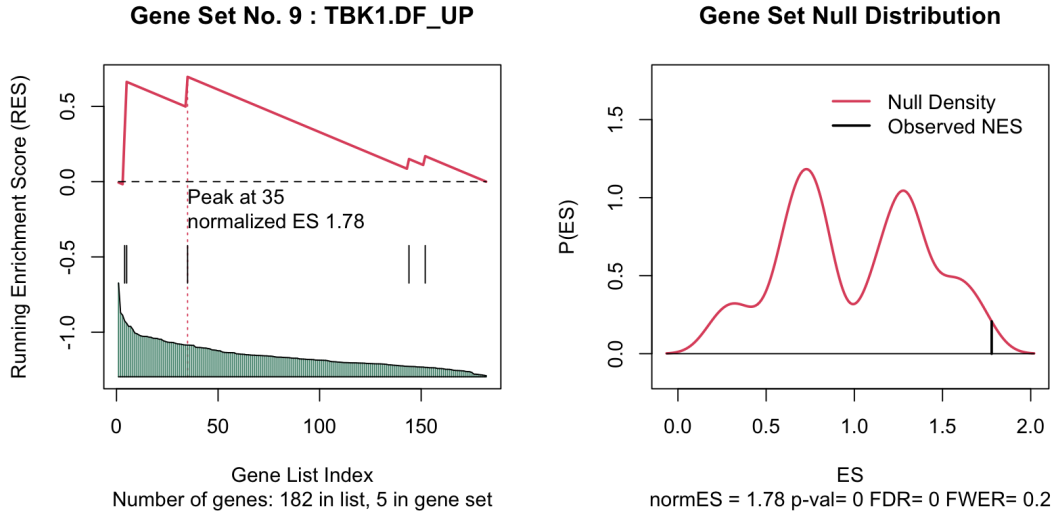 Gene Set No. 9 : TBK1.DF_UP
Running Enrichment Score (RES)
0.5
0.0
-0.5
-1.0
Peak at 35
normalized ES 1.78
0 50 100 150
Gene List Index
Number of genes: 182 in list, 5 in gene set
Gene Set Null Distribution
P(ES)
1.5
1.0
0.5
0.0
Null Density
Observed NES
0.0 0.5 1.0 1.5 2.0
ES
normES = 1.78 p-val= 0 FDR= 0 FWER= 0.2